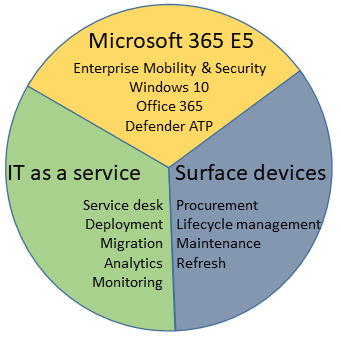 Microsoft 365 E5
Enterprise Mobility & Security
Windows 10
Office 365
Defender ATP
IT as a service
Service desk
Deployment
Migration
Analytics
Monitoring
Surface devices
Procurement
Lifecycle management
Maintenance
Refresh